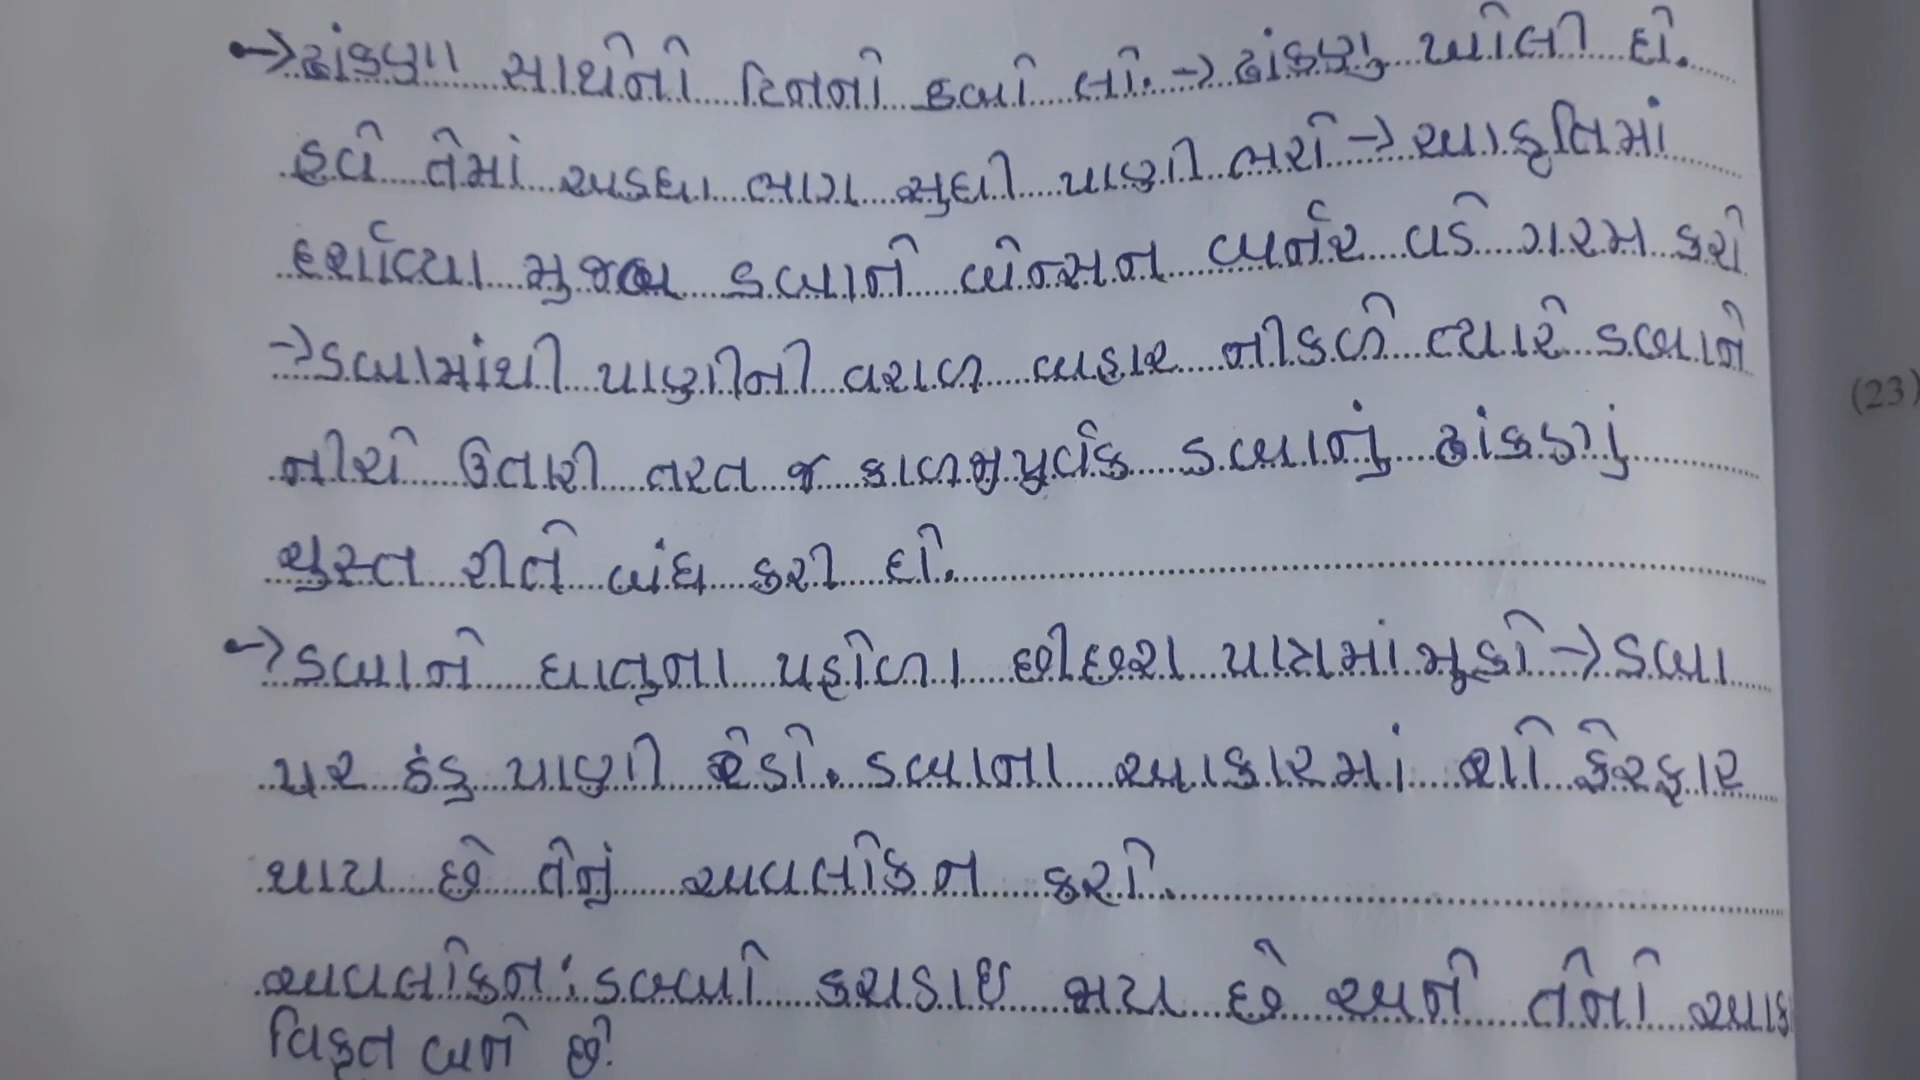 → ઢાંકણા સાથેનો ટિનનો ડબ્બો લો. → ઢાંકણુ ખોલી દો.
હવે તેમાં અડધા ભાગ સુધી પાણી ભરો → આકૃતિમાં
દર્શાવ્યા મુજબ ડબ્બાને બોન્સન બર્નર વડે ગરમ કરો
(23)
→ ડબ્બામાંથી પાણીની વરાળ બહાર નીકળે ત્યારે ડબ્બાને
નીચે ઉતારી તરત જ કાળજીપુર્વક ડબ્બાનું ઢાંકણું
ચુસ્ત રીતે બંધ કરી દો.
→ ડબ્બાને ધાતુના પહોળા છીછરા પાત્રમાં મુકો → ડબ્બા
પર ઠંડુ પાણી રેડો. ડબ્બાના આકારમાં શો ફેરફાર
થાય છે તેનું અવલોકન કરો.
અવલોકન : ડબ્બો કચડાઇ જાય છે અને તેનો
વિકૃત બને છે.